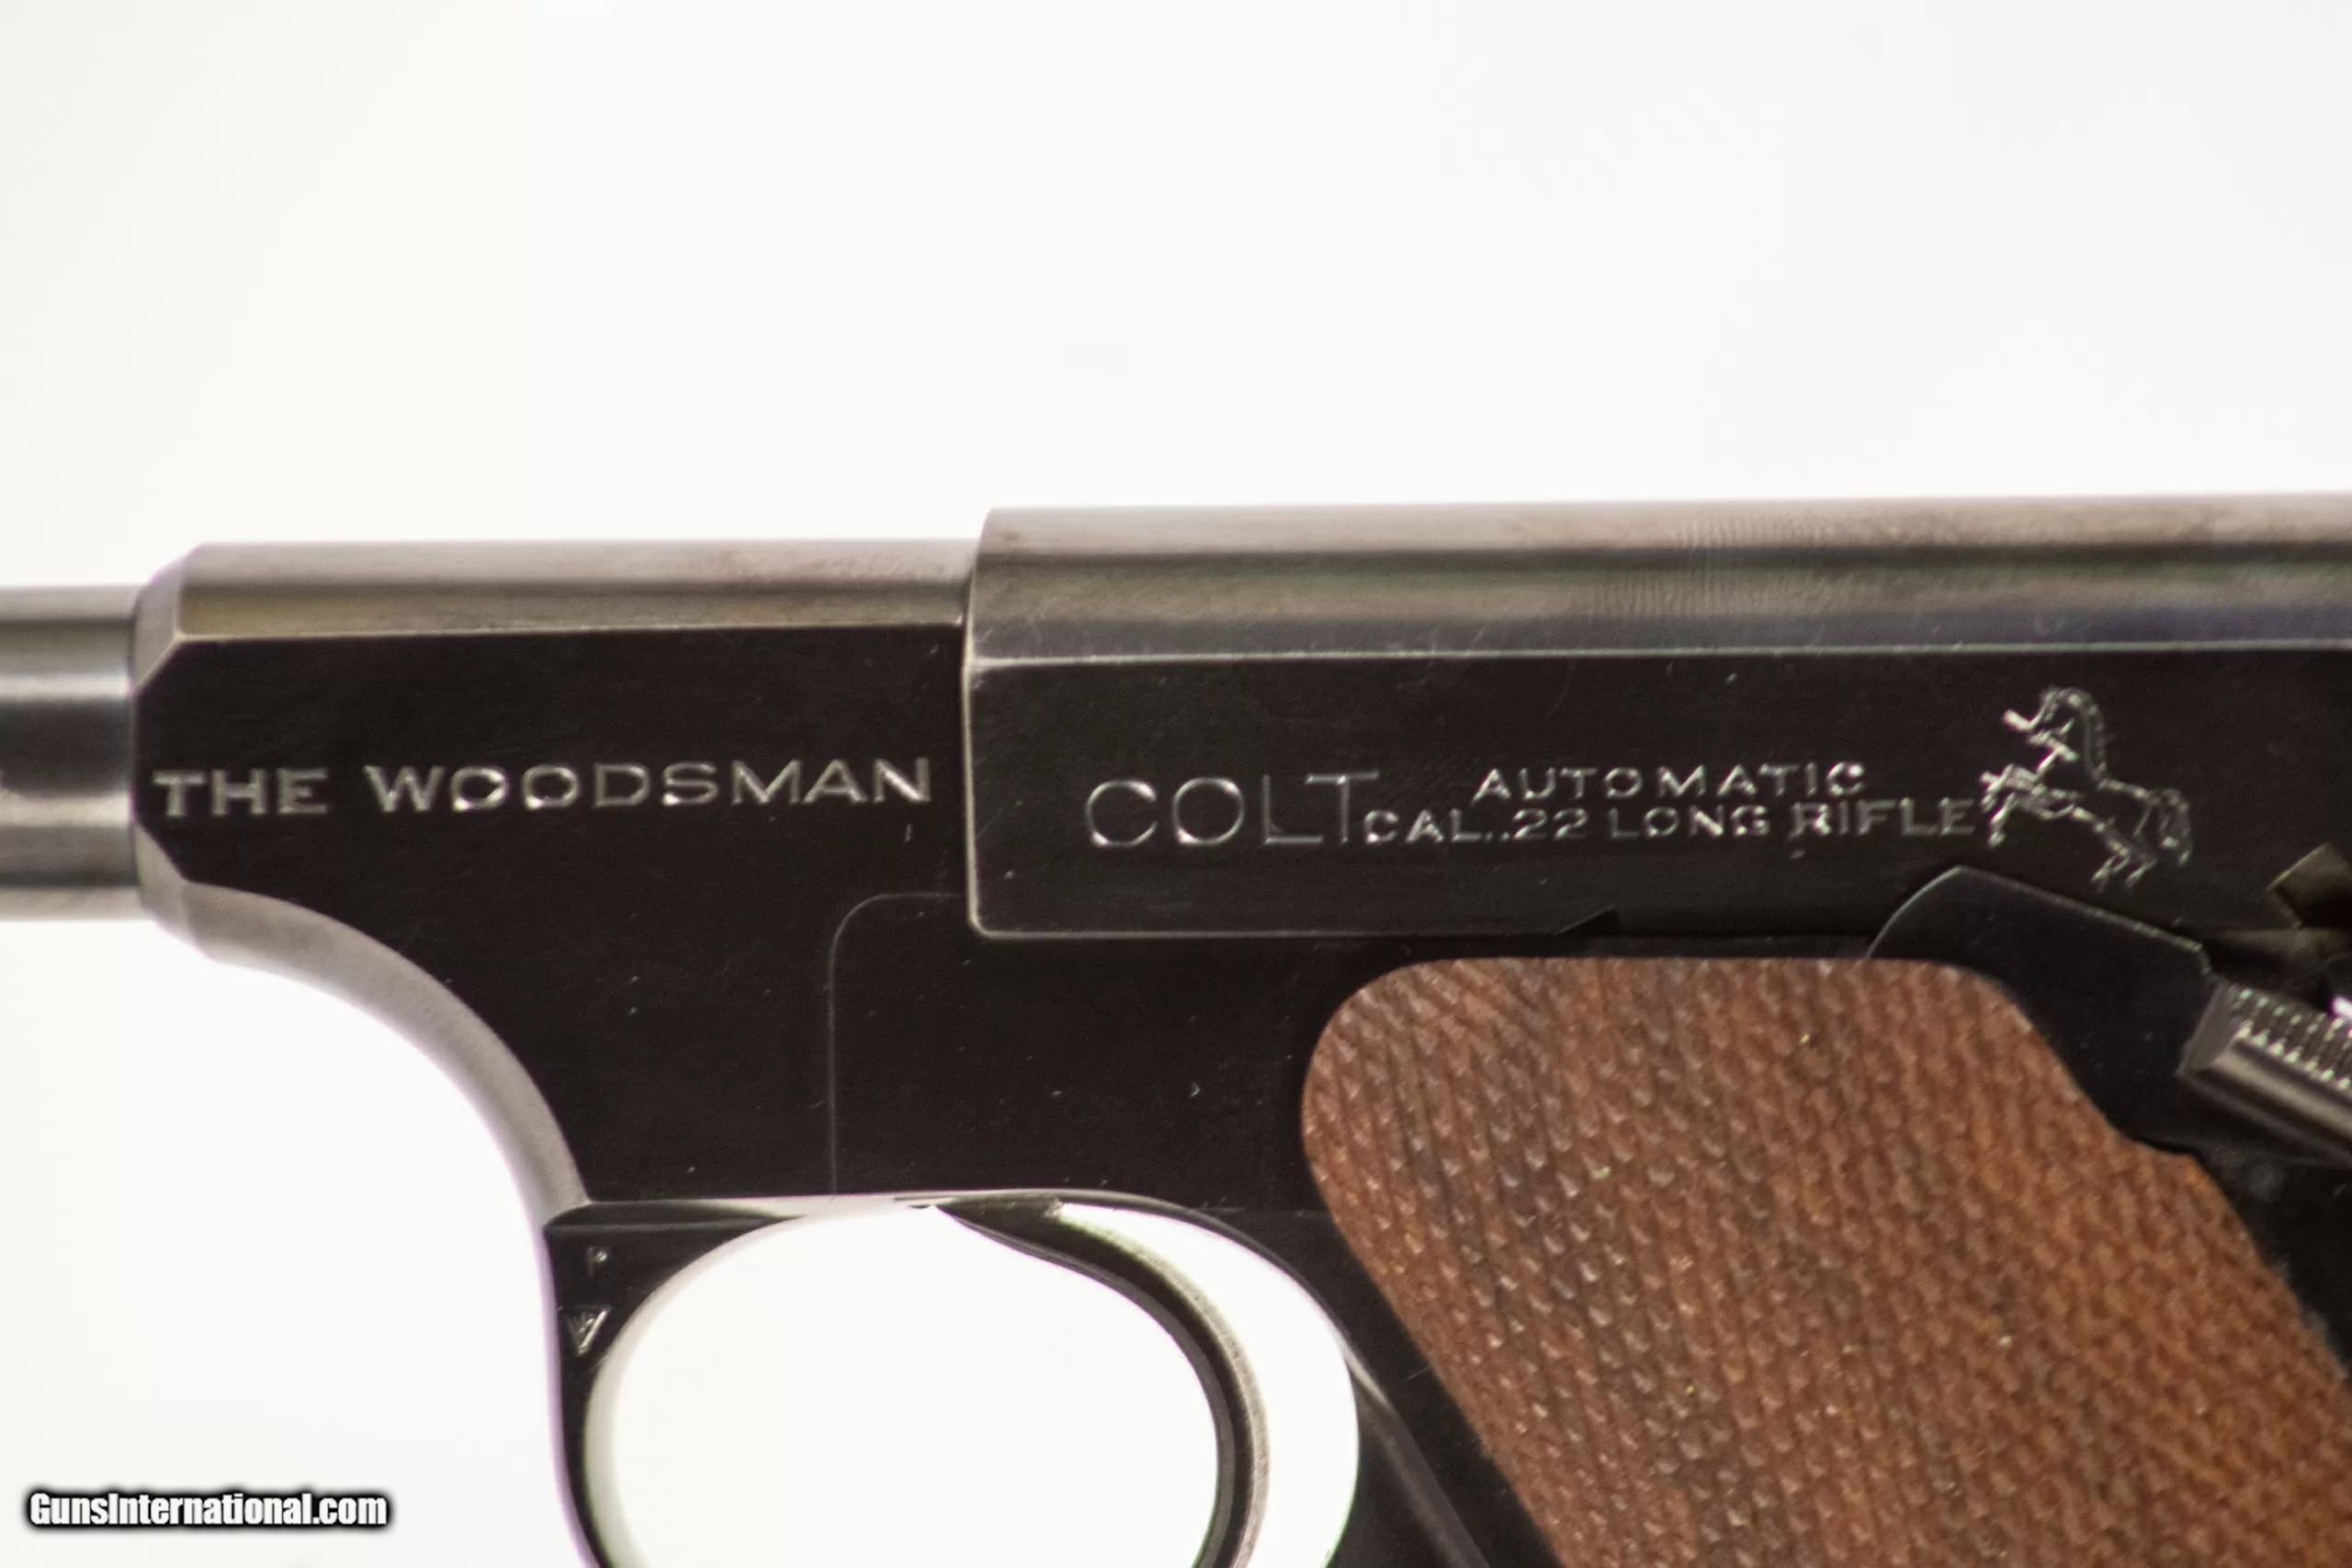 THE WOODSMAN
COLT AUTOMATIC
CAL..22 LONG RIFLE
P
GunsInternational.com